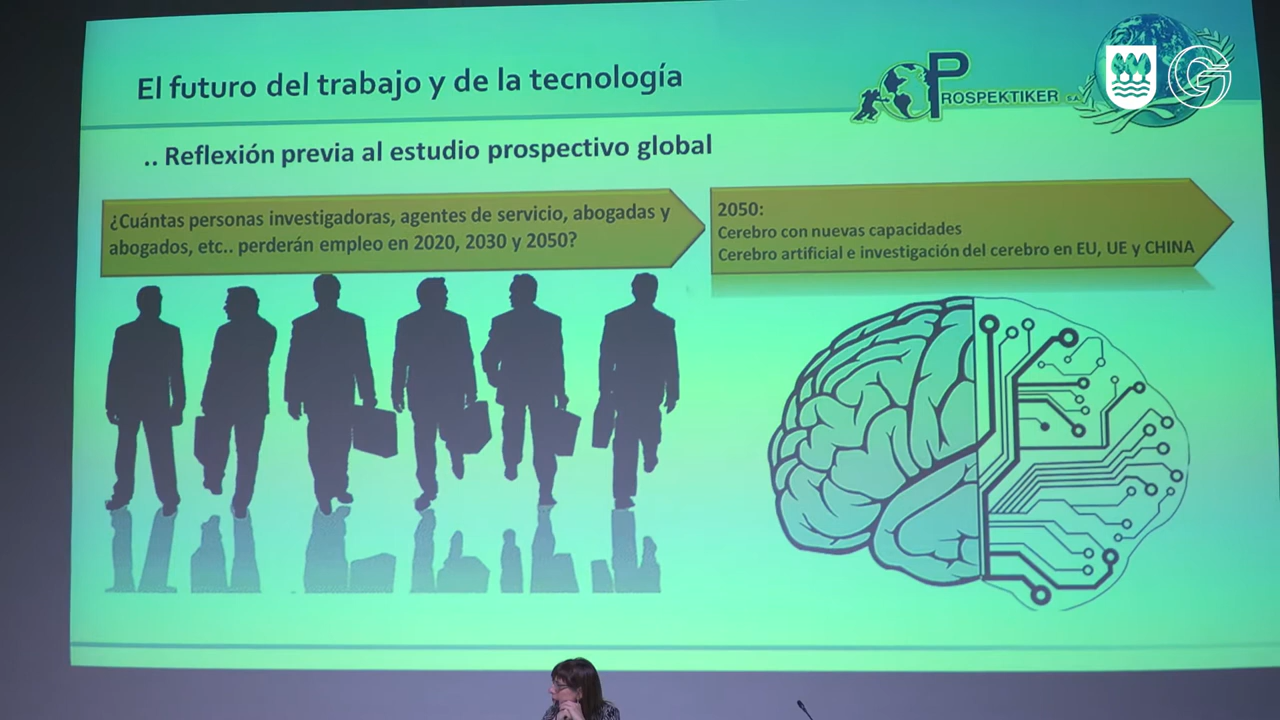 El futuro del trabajo y de la tecnología
PROSPEKTIKER S.A.
.. Reflexión previa al estudio prospectivo global
¿Cuántas personas investigadoras, agentes de servicio, abogadas y
abogados, etc.. perderán empleo en 2020, 2030 y 2050?
2050:
Cerebro con nuevas capacidades
Cerebro artificial e investigación del cerebro en EU, UE y CHINA